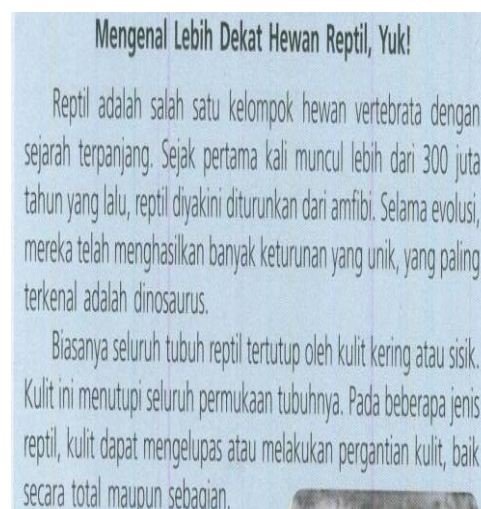 Mengenal Lebih Dekat Hewan Reptil, Yuk!
Reptil adalah salah satu kelompok hewan vertebrata dengan
sejarah terpanjang. Sejak pertama kali muncul lebih dari 300 juta
tahun yang lalu, reptil diyakini diturunkan dari amfibi. Selama evolusi,
mereka telah menghasilkan banyak keturunan yang unik, yang paling
terkenal adalah dinosaurus.
Biasanya seluruh tubuh reptil tertutup oleh kulit kering atau sisik.
Kulit ini menutupi seluruh permukaan tubuhnya. Pada beberapa jenis
reptil, kulit dapat mengelupas atau melakukan pergantian kulit, baik
secara total maupun sebagian.